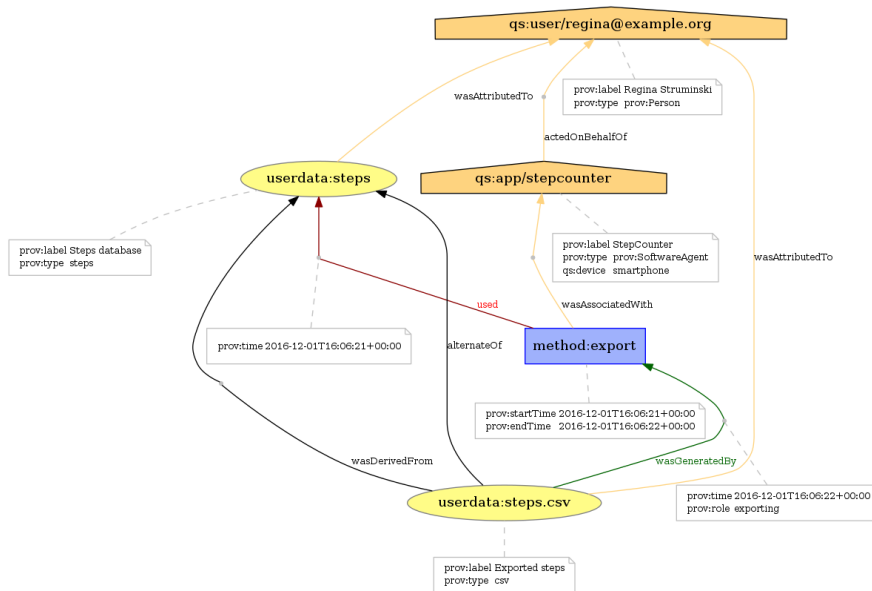 qs:user/regina@example.org
prov:label Regina Struminski
prov:type prov:Person
wasAttributedTo
actedOnBehalfOf
userdata:steps
qs:app/stepcounter
prov:label Steps database
prov:type steps
prov:label StepCounter
prov:type prov:SoftwareAgent
qs:device smartphone
wasAttributedTo
used
wasAssociatedWith
prov:time 2016-12-01T16:06:21+00:00
alternateOf
method:export
prov:startTime 2016-12-01T16:06:21+00:00
prov:endTime 2016-12-01T16:06:22+00:00
wasDerivedFrom
wasGeneratedBy
prov:time 2016-12-01T16:06:22+00:00
prov:role exporting
userdata:steps.csv
prov:label Exported steps
prov:type csv